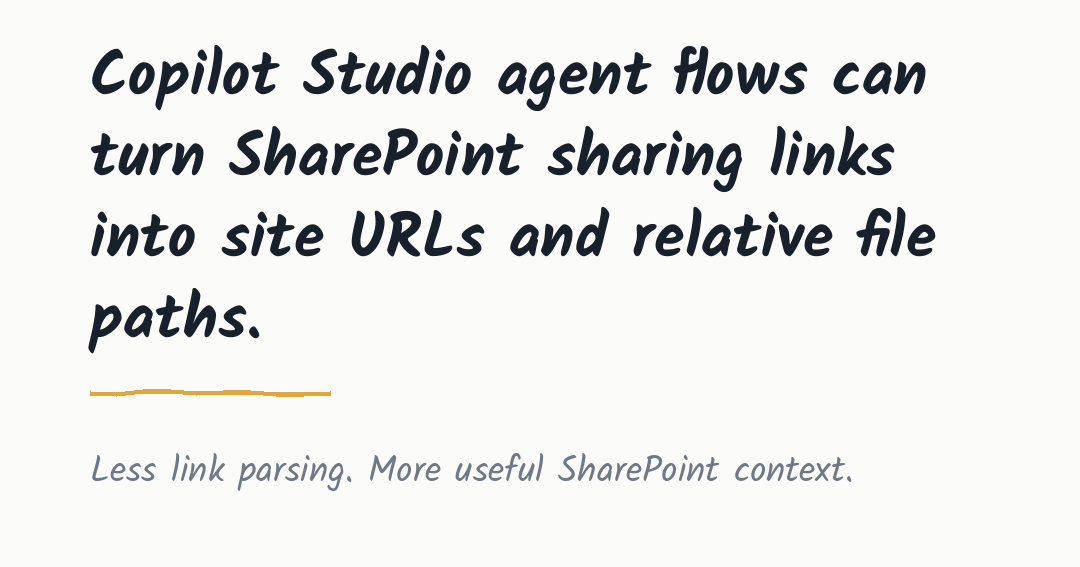 Copilot Studio agent flows can
turn SharePoint sharing links
into site URLs and relative file
paths.
Less link parsing. More useful SharePoint context.